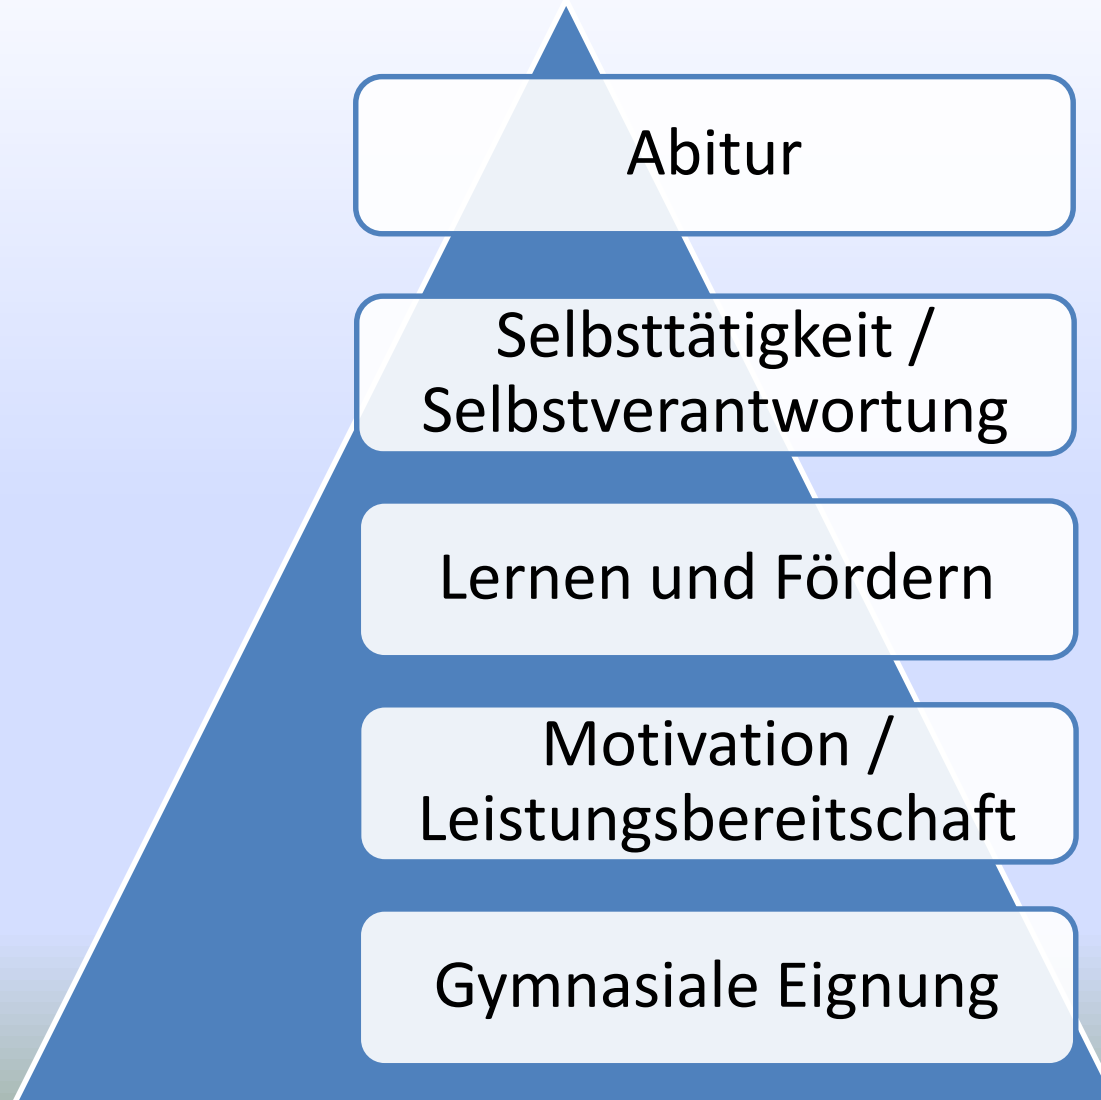 Abitur
Selbsttätigkeit /
Selbstverantwortung
Lernen und Fördern
Motivation /
Leistungsbereitschaft
Gymnasiale Eignung